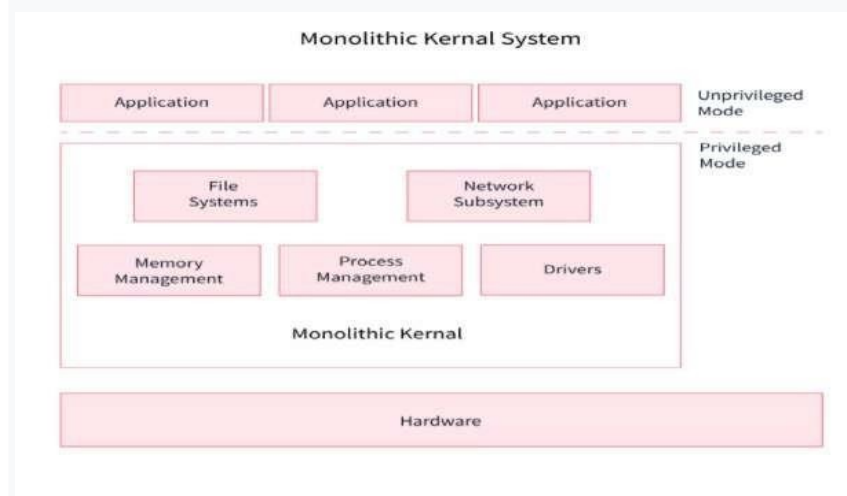 Monolithic Kernal System
Application
Application
Application
Unprivileged
Mode
Privileged
Mode
File
Systems
Network
Subsystem
Memory
Management
Process
Management
Drivers
Monolithic Kernal
Hardware